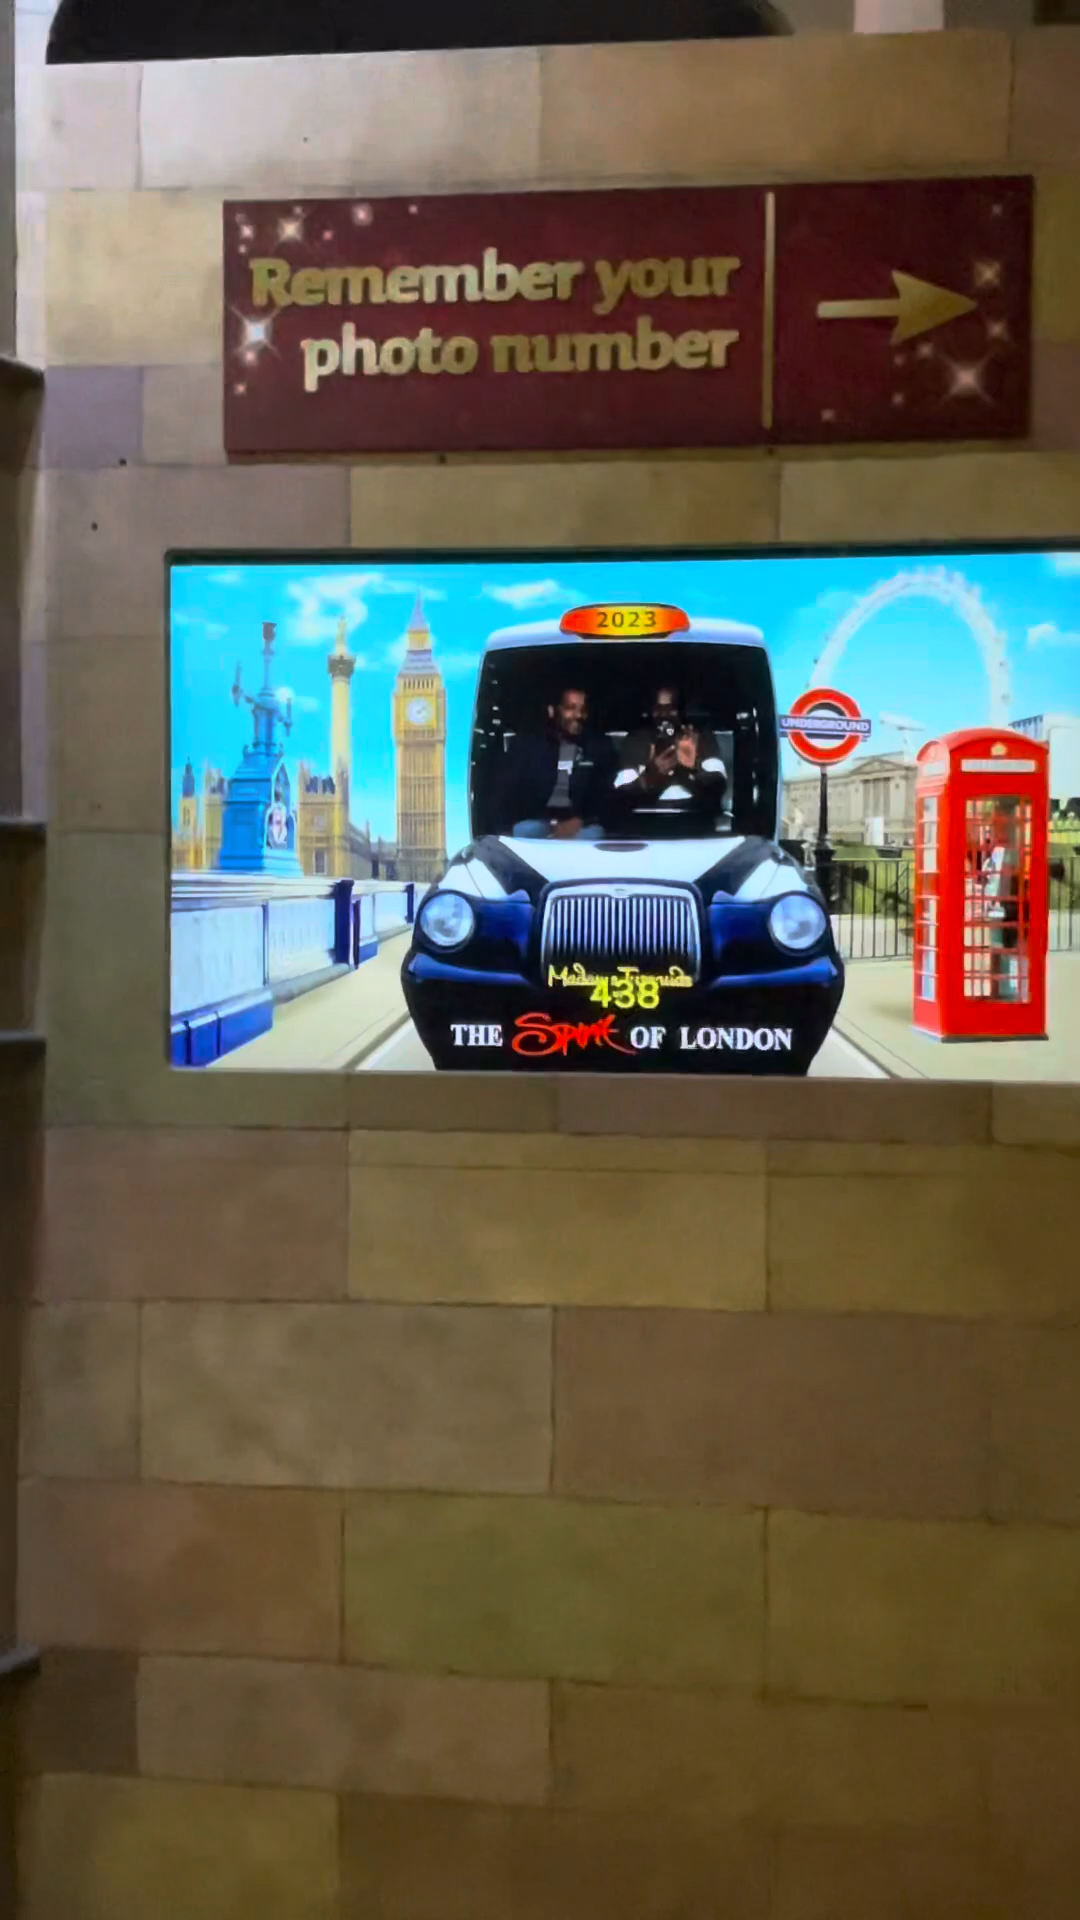 Remember your
photo number
2023
UNDERGROUND
Madame Tussauds
438
THE Spirit OF LONDON